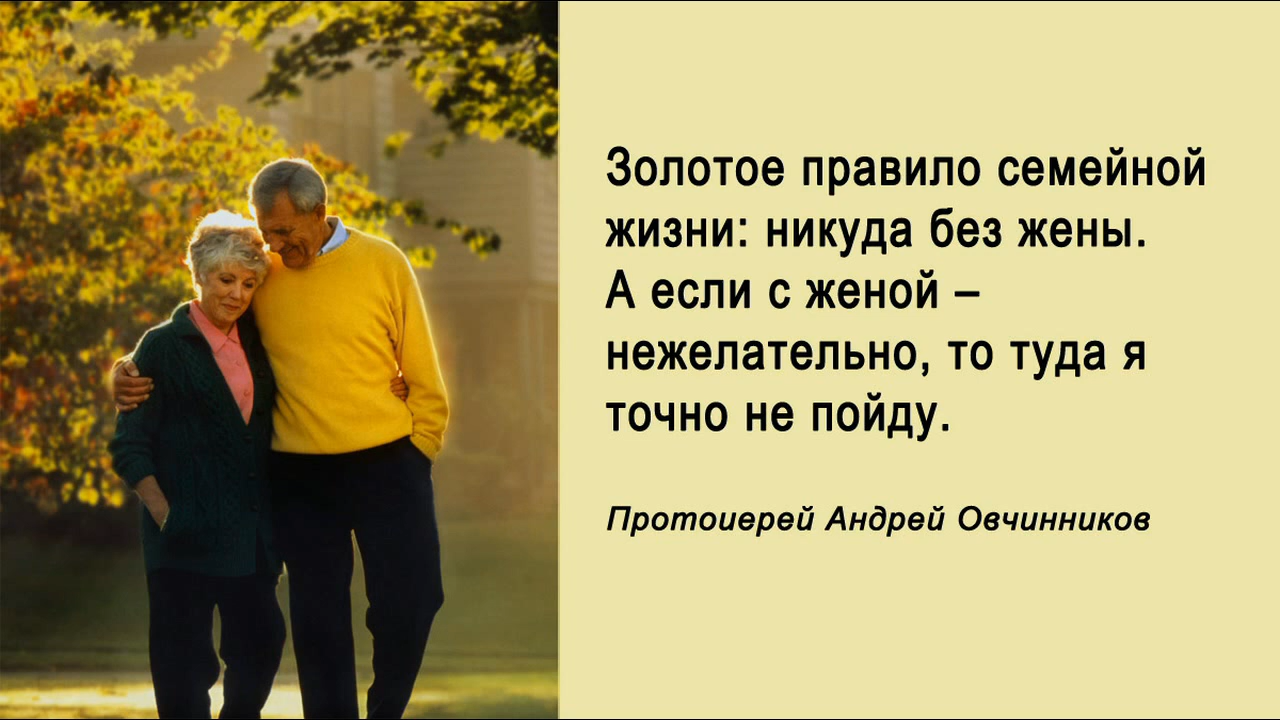 Золотое правило семейной
жизни: никуда без жены.
А если с женой –
нежелательно, то туда я
точно не пойду.
Протоиерей Андрей Овчинников